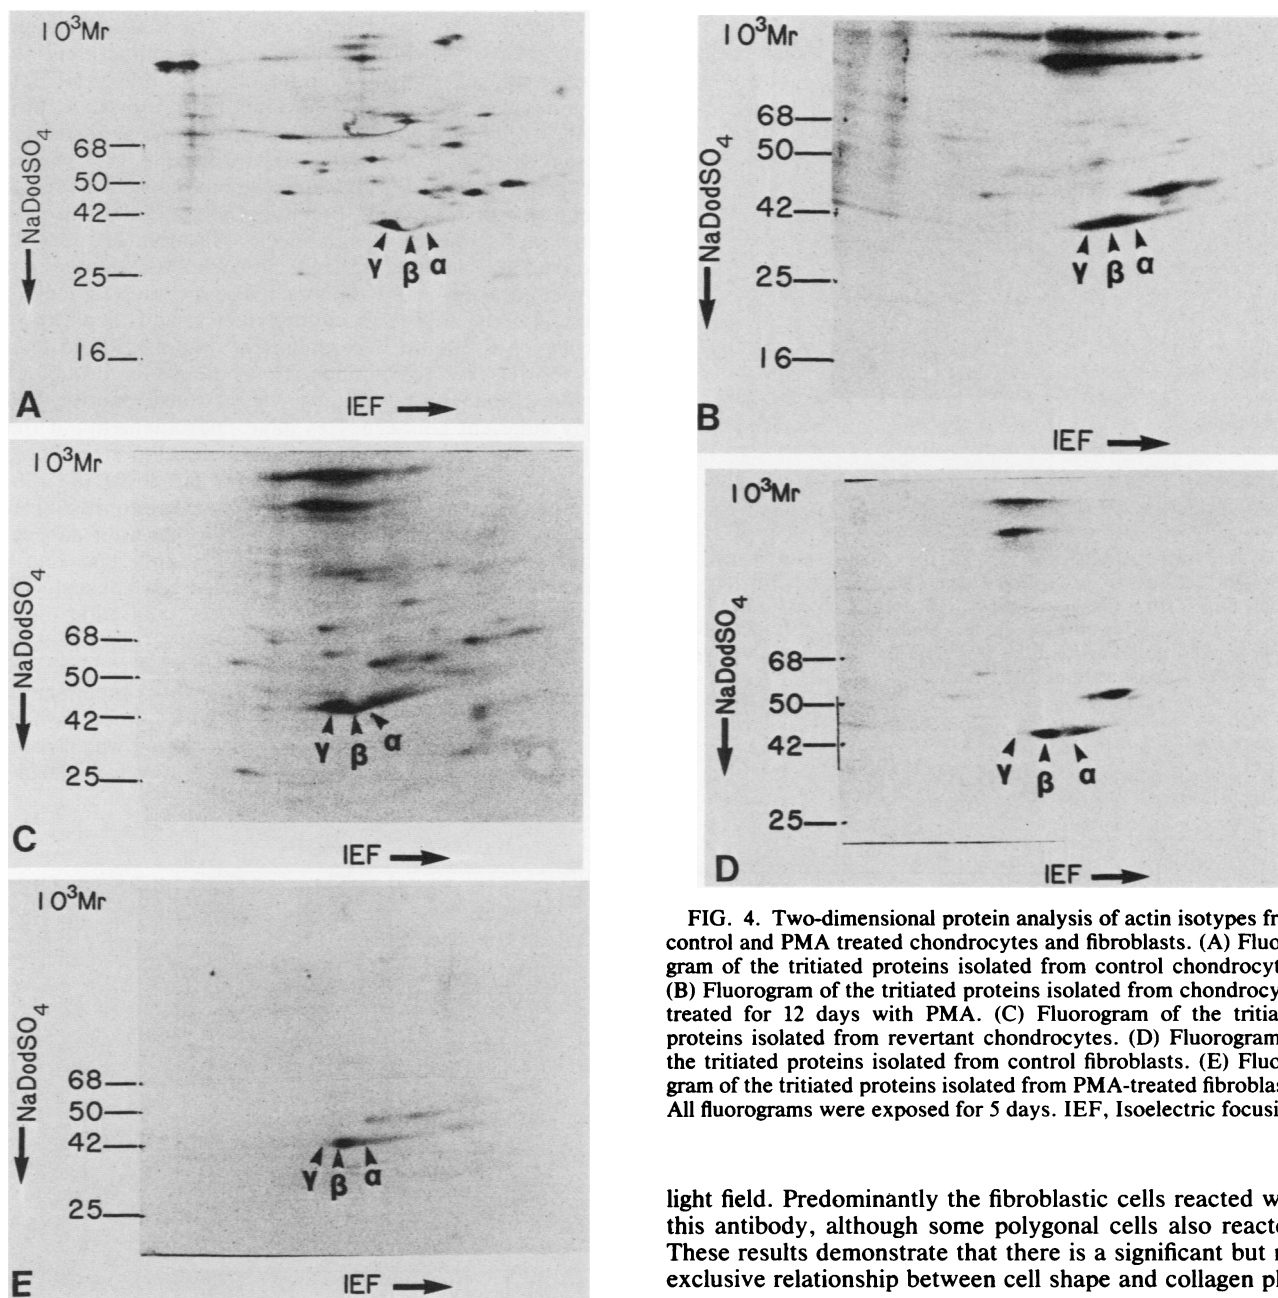 10³Mr
NaDodSO₄
68
50
42
25
16
γ β α
A
IEF
10³Mr
NaDodSO₄
68
50
42
25
16
γ β α
B
IEF
10³Mr
NaDodSO₄
68
50
42
25
γ β α
C
IEF
10³Mr
NaDodSO₄
68
50
42
25
γ β α
D
IEF
10³Mr
NaDodSO₄
68
50
42
25
γ β α
E
IEF
FIG. 4. Two-dimensional protein analysis of actin isotypes fr
control and PMA treated chondrocytes and fibroblasts. (A) Fluo
gram of the tritiated proteins isolated from control chondrocyt
(B) Fluorogram of the tritiated proteins isolated from chondrocy
treated for 12 days with PMA. (C) Fluorogram of the tritia
proteins isolated from revertant chondrocytes. (D) Fluorogram
the tritiated proteins isolated from control fibroblasts. (E) Fluo
gram of the tritiated proteins isolated from PMA-treated fibroblas
All fluorograms were exposed for 5 days. IEF, Isoelectric focusi
light field. Predominantly the fibroblastic cells reacted w
this antibody, although some polygonal cells also reacte
These results demonstrate that there is a significant but n
exclusive relationship between cell shape and collagen pl